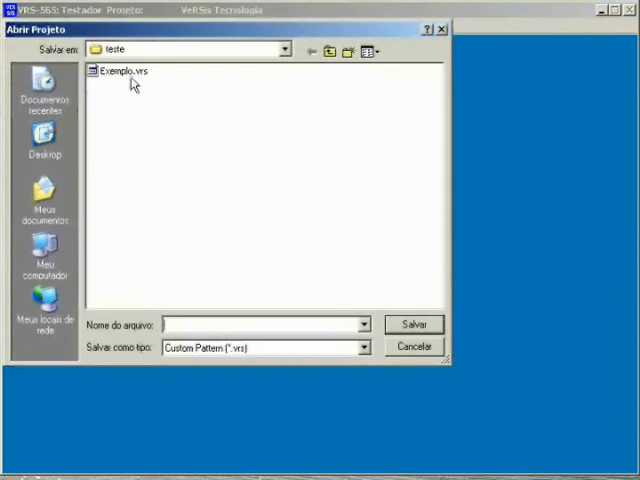 VRS-565: Testador Projeto: VeRSis Tecnologia
Abrir Projeto
Salvar em: teste
Exemplo.vrs
Documentos
recentes
Desktop
Meus
documentos
Meu
computador
Meus locais de
rede
Nome do arquivo:
Salvar
Salvar como tipo: Custom Pattern (*.vrs)
Cancelar